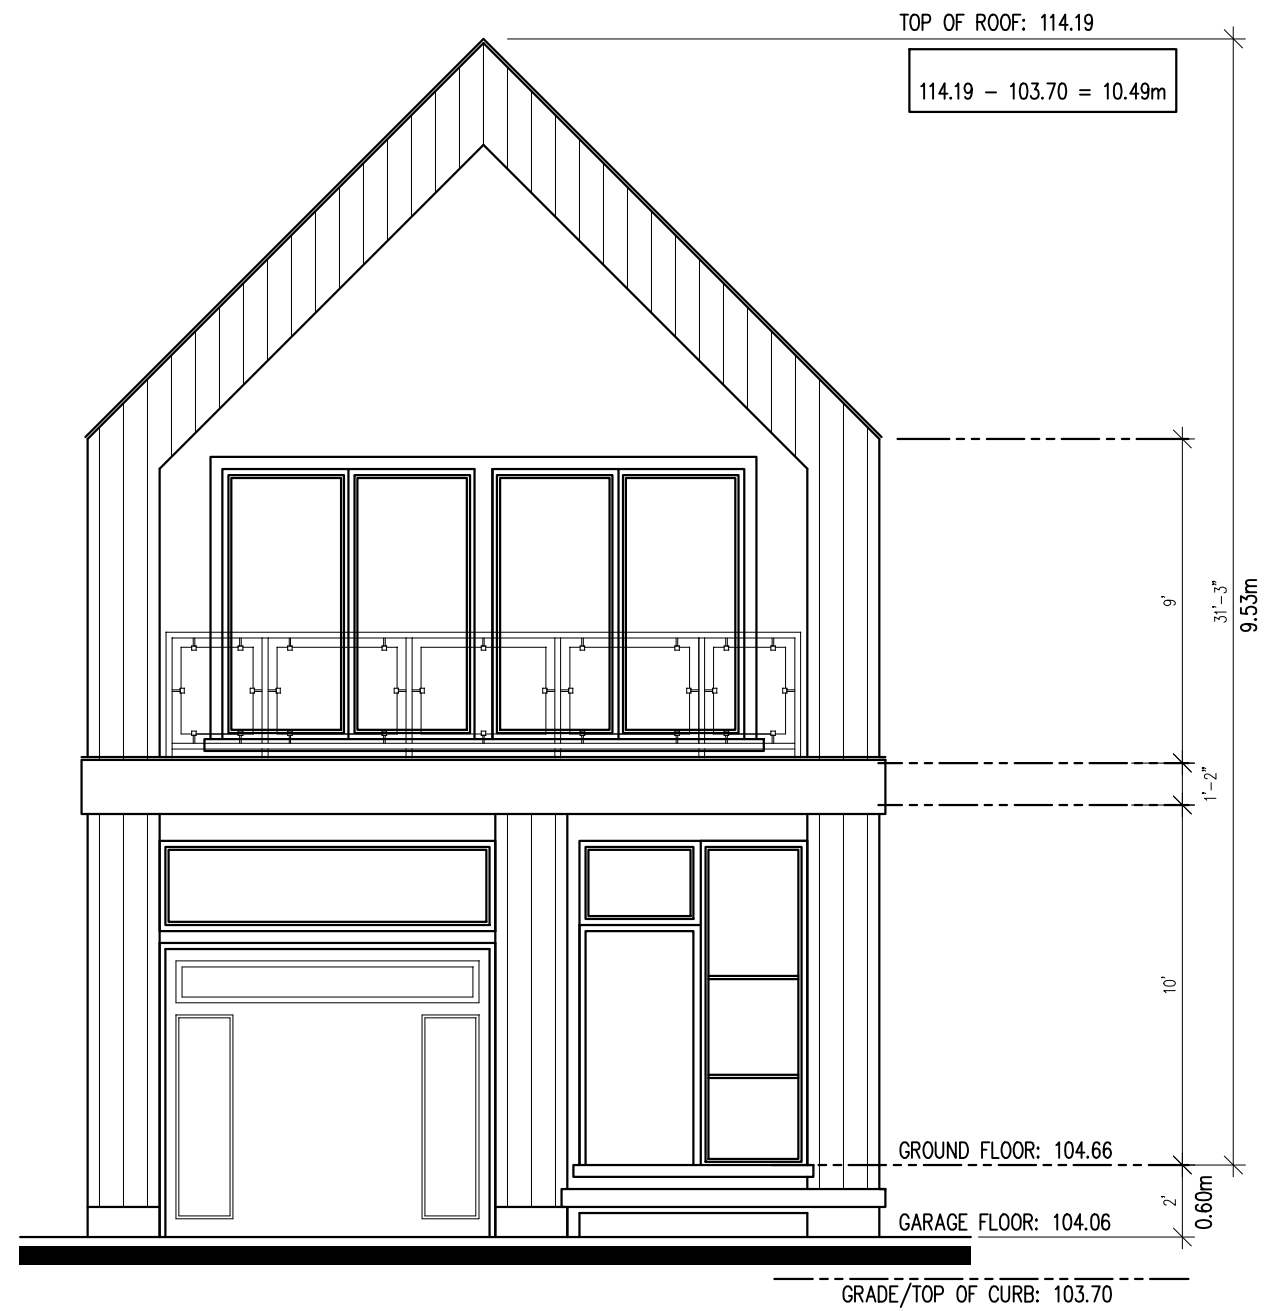 TOP OF ROOF: 114.19
114.19 – 103.70 = 10.49m
9'
31'–3"
9.53m
1'–2"
10'
GROUND FLOOR: 104.66
2'
0.60m
GARAGE FLOOR: 104.06
GRADE/TOP OF CURB: 103.70